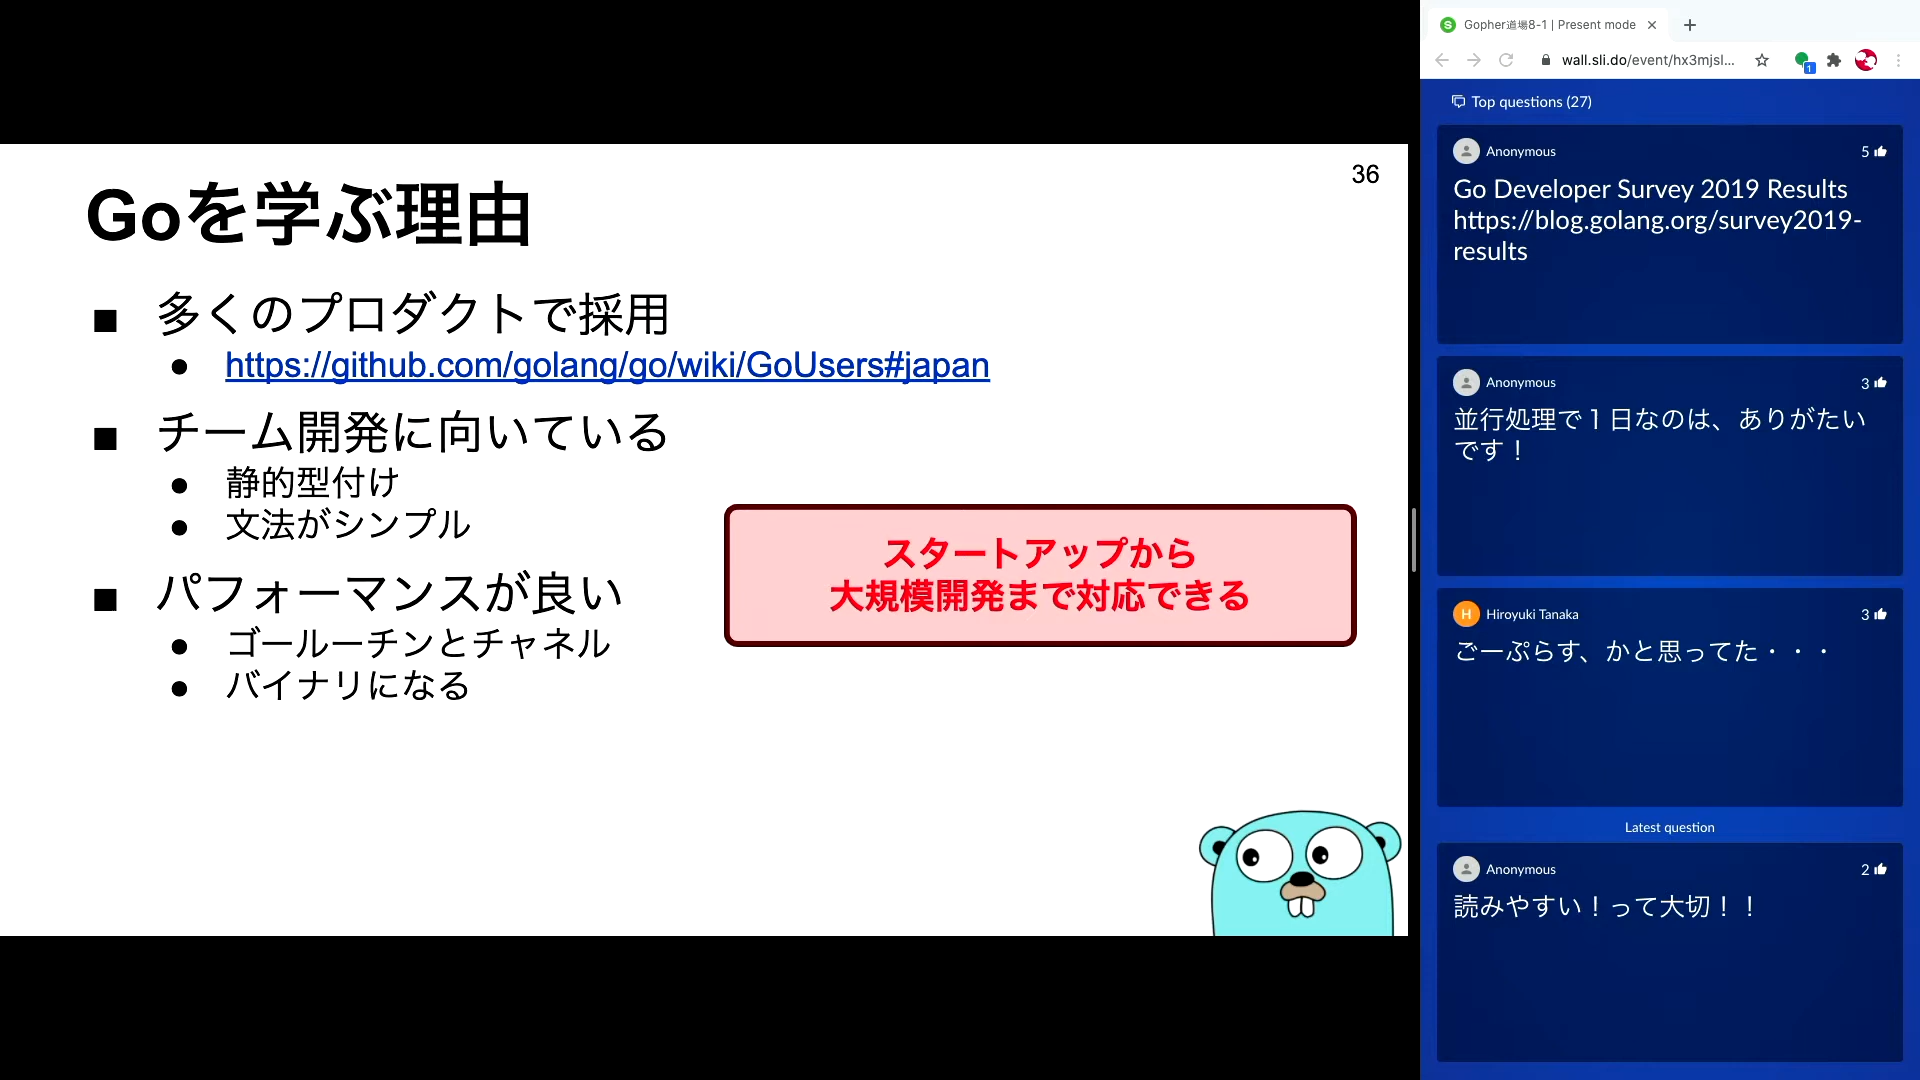 36
Goを学ぶ理由
■ 多くのプロダクトで採用
● https://github.com/golang/go/wiki/GoUsers#japan
■ チーム開発に向いている
● 静的型付け
● 文法がシンプル
■ パフォーマンスが良い
● ゴールーチンとチャネル
● バイナリになる
スタートアップから
大規模開発まで対応できる
Gopher道場8-1 | Present mode
wall.sli.do/event/hx3mjsl...
1
Top questions (27)
Anonymous 5
Go Developer Survey 2019 Results
https://blog.golang.org/survey2019-
results
Anonymous 3
並行処理で１日なのは、ありがたい
です！
H Hiroyuki Tanaka 3
ごーぷらす、かと思ってた・・・
Latest question
Anonymous 2
読みやすい！って大切！！